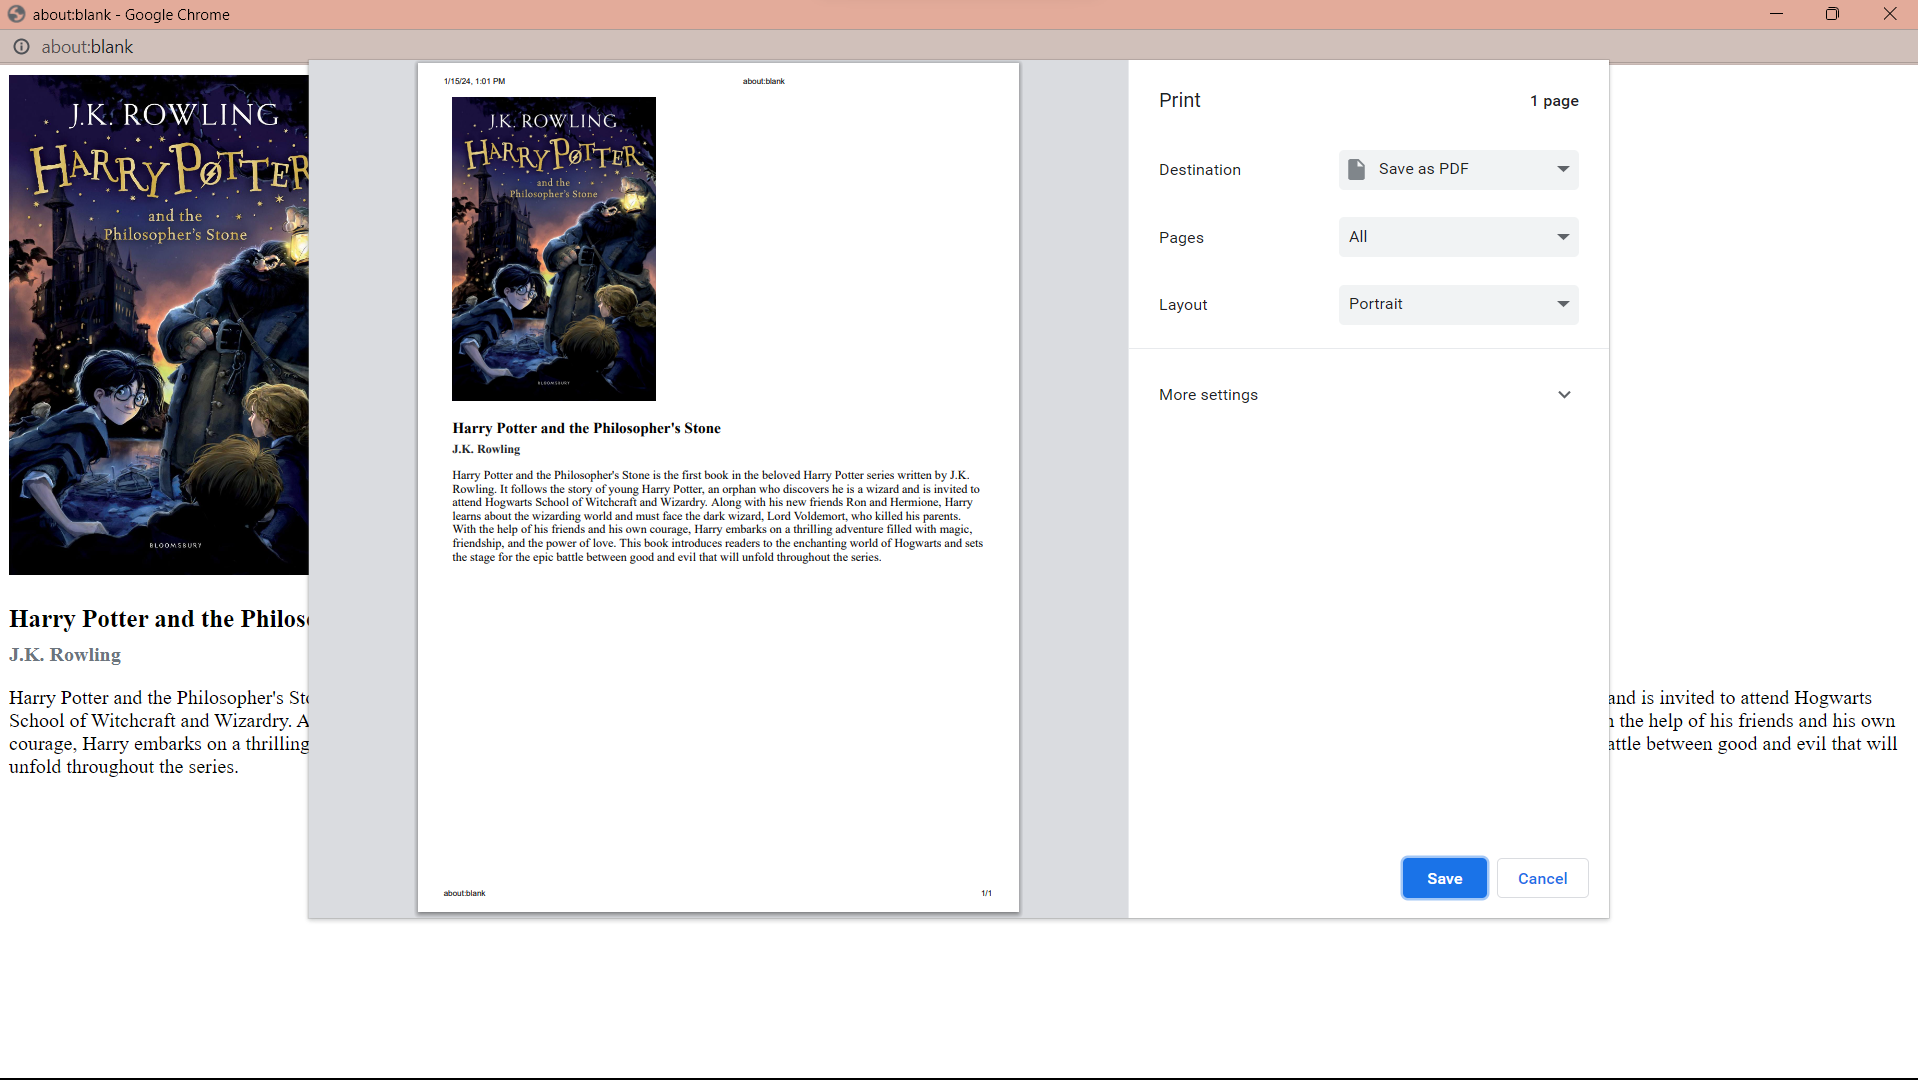 about:blank - Google Chrome
about:blank
J.K. ROWLING
HARRY POTTER
and the
Philosopher's Stone
BLOOMSBURY
Harry Potter and the Philoso
J.K. Rowling
Harry Potter and the Philosopher's Sto
School of Witchcraft and Wizardry. A
courage, Harry embarks on a thrilling
unfold throughout the series.
1/15/24, 1:01 PM
about:blank
J.K. ROWLING
HARRY POTTER
and the
Philosopher's Stone
BLOOMSBURY
Harry Potter and the Philosopher's Stone
J.K. Rowling
Harry Potter and the Philosopher's Stone is the first book in the beloved Harry Potter series written by J.K.
Rowling. It follows the story of young Harry Potter, an orphan who discovers he is a wizard and is invited to
attend Hogwarts School of Witchcraft and Wizardry. Along with his new friends Ron and Hermione, Harry
learns about the wizarding world and must face the dark wizard, Lord Voldemort, who killed his parents.
With the help of his friends and his own courage, Harry embarks on a thrilling adventure filled with magic,
friendship, and the power of love. This book introduces readers to the enchanting world of Hogwarts and sets
the stage for the epic battle between good and evil that will unfold throughout the series.
about:blank
1/1
Print
1 page
Destination
Save as PDF
Pages
All
Layout
Portrait
More settings
Save
Cancel
and is invited to attend Hogwarts
the help of his friends and his own
attle between good and evil that will